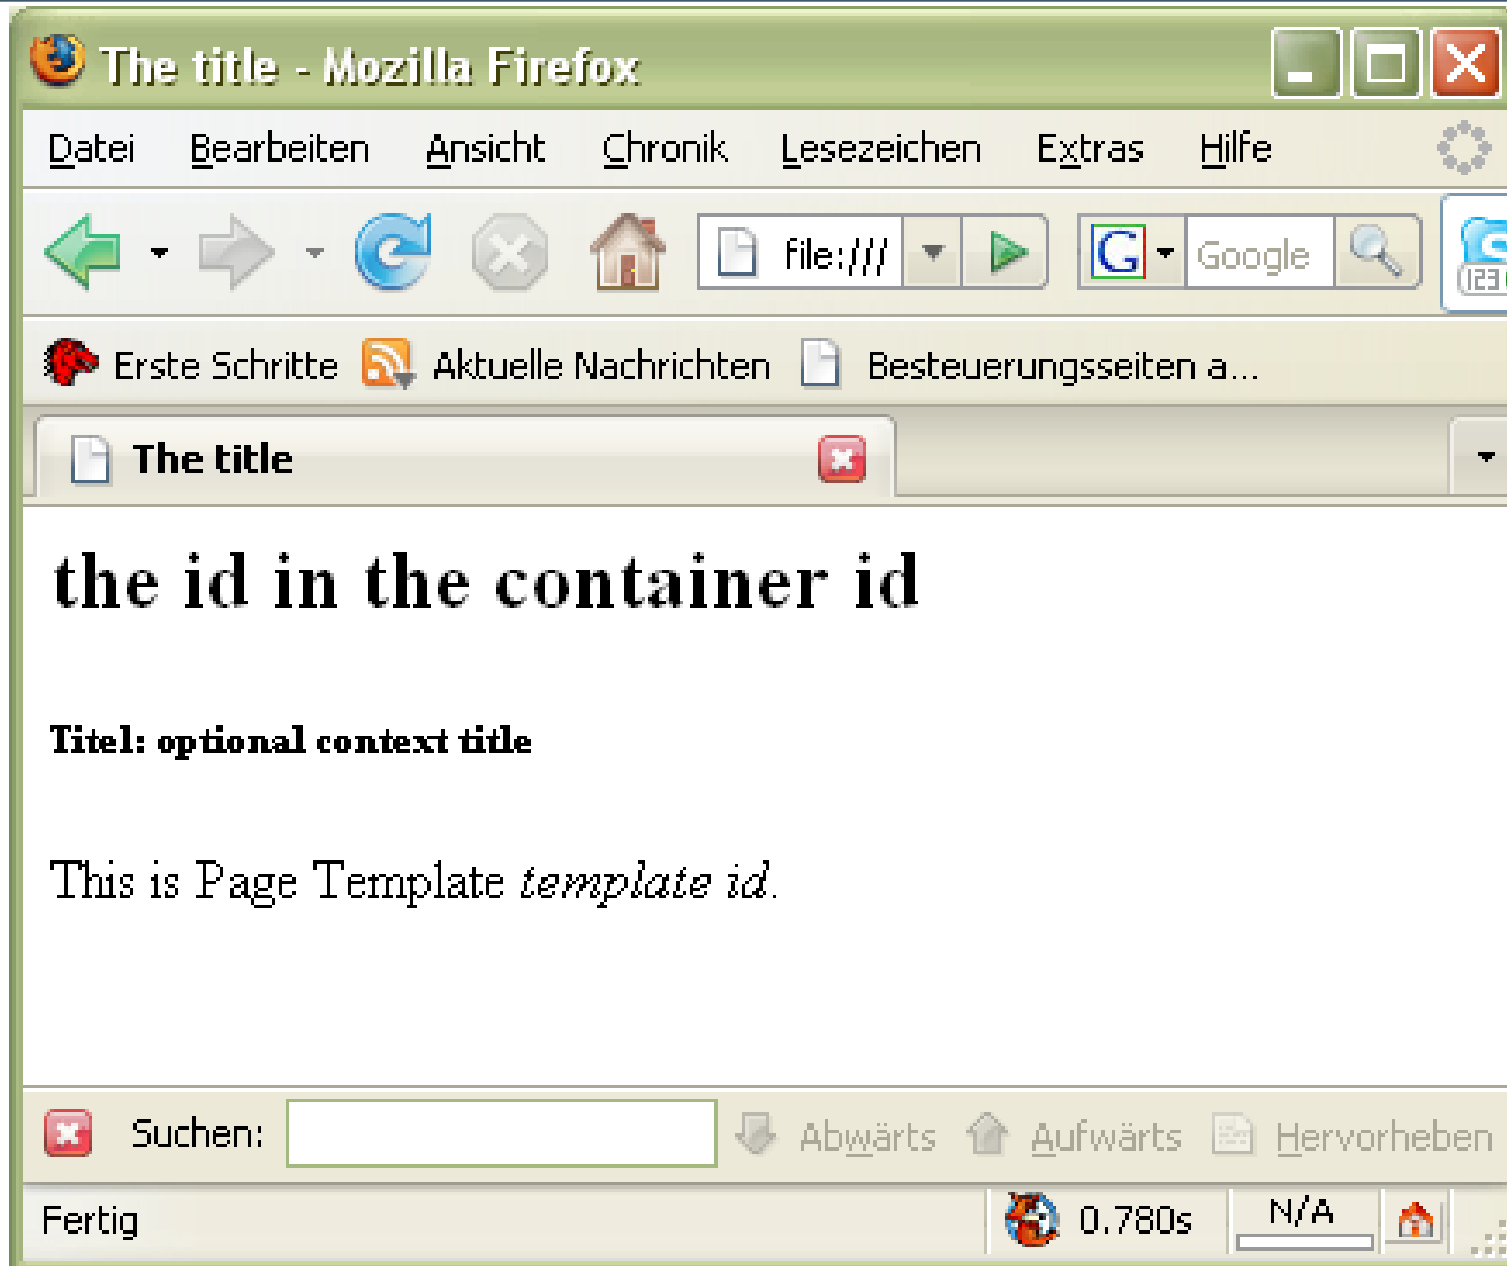 The title - Mozilla Firefox
Datei Bearbeiten Ansicht Chronik Lesezeichen Extras Hilfe
file:/// G Google 123
Erste Schritte Aktuelle Nachrichten Besteuerungsseiten a...
The title
the id in the container id
Titel: optional context title
This is Page Template template id.
Suchen: Abwärts Aufwärts Hervorheben
Fertig 0.780s N/A